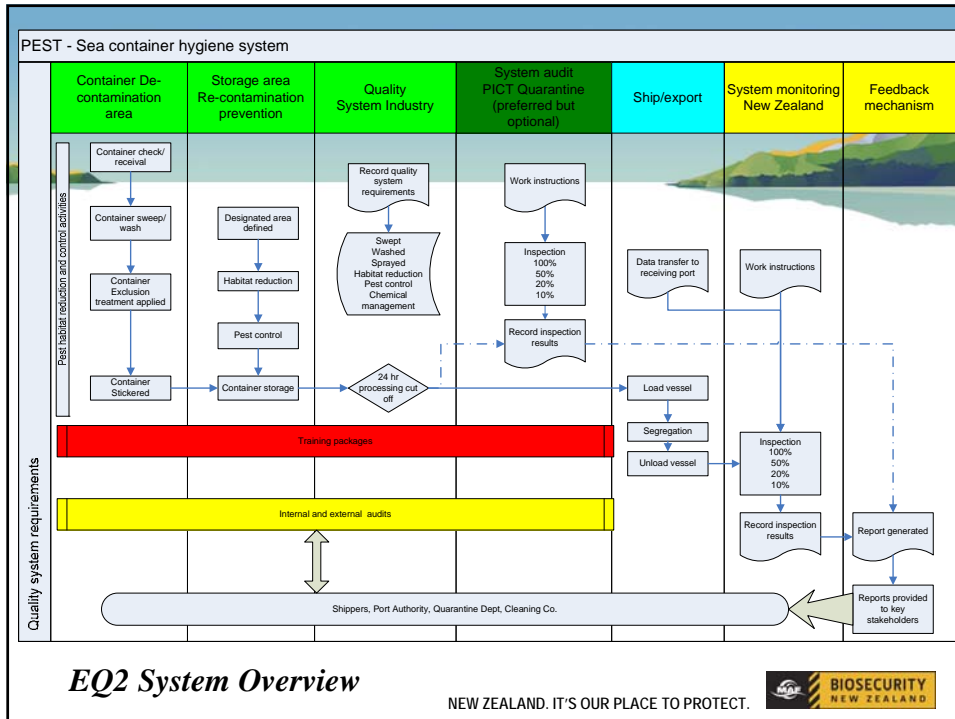 PEST - Sea container hygiene system
Container De-
contamination
area
Storage area
Re-contamination
prevention
Quality
System Industry
System audit
PICT Quarantine
(preferred but
optional)
Ship/export
System monitoring
New Zealand
Feedback
mechanism
Pest habitat reduction and control activities
Quality system requirements
Container check/
receival
Container sweep/
wash
Container
Exclusion
treatment applied
Container
Stickered
Designated area
defined
Habitat reduction
Pest control
Container storage
Record quality
system
requirements
Swept
Washed
Sprayed
Habitat reduction
Pest control
Chemical
management
24 hr
processing cut
off
Work instructions
Inspection
100%
50%
20%
10%
Record inspection
results
Data transfer to
receiving port
Load vessel
Segregation
Unload vessel
Work instructions
Inspection
100%
50%
20%
10%
Record inspection
results
Report generated
Reports provided
to key
stakeholders
Training packages
Internal and external audits
Shippers, Port Authority, Quarantine Dept, Cleaning Co.
EQ2 System Overview
NEW ZEALAND. IT'S OUR PLACE TO PROTECT.
MAF
BIOSECURITY
NEW ZEALAND